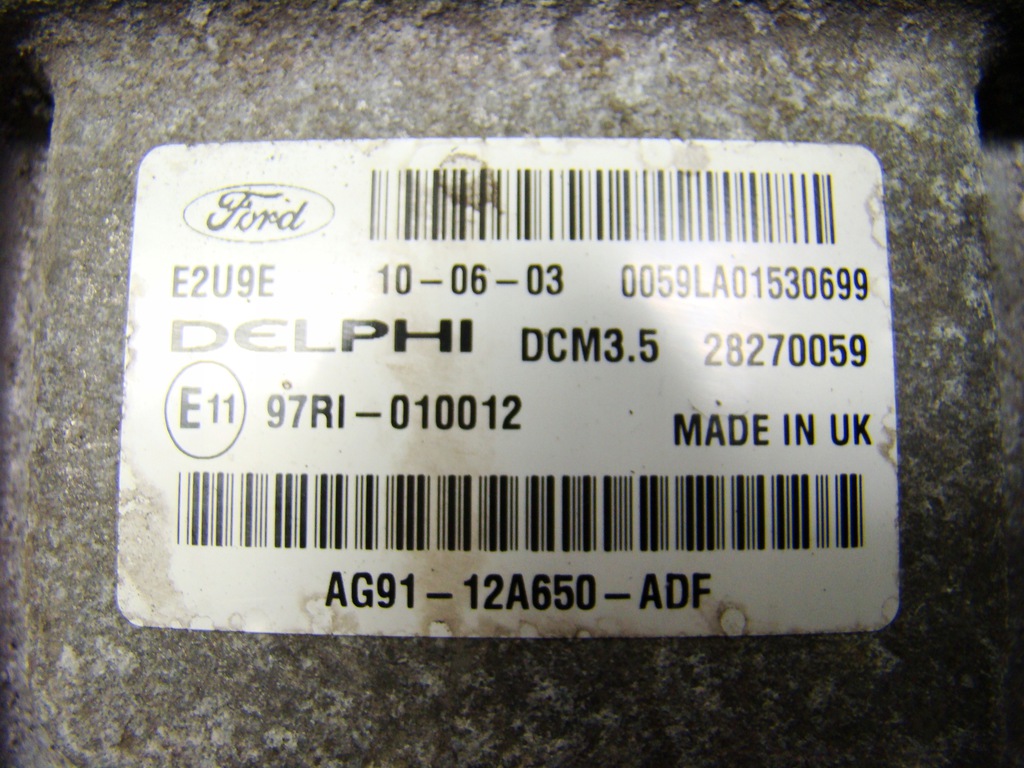 Ford
E2U9E 10-06-03 0059LA01530699
DELPHI DCM3.5 28270059
E11 97RI-010012 MADE IN UK
AG91-12A650-ADF